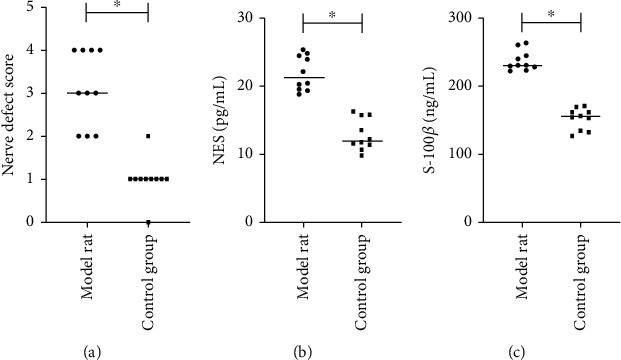 Nerve defect score
5
4
3
2
1
0
*
Model rat
Control group
(a)
NES (pg/mL)
30
20
10
0
*
Model rat
Control group
(b)
S-100β (ng/mL)
300
200
100
0
*
Model rat
Control group
(c)